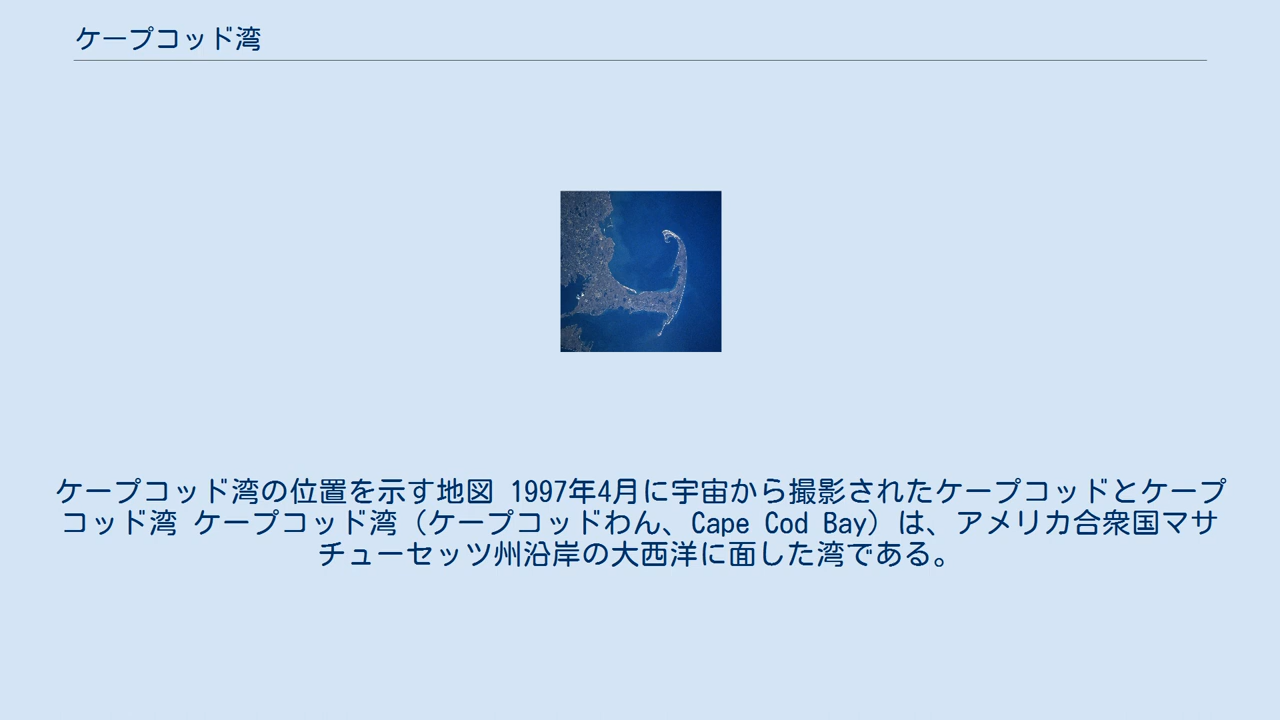 ケープコッド湾
ケープコッド湾の位置を示す地図 1997年4月に宇宙から撮影されたケープコッドとケープ
コッド湾 ケープコッド湾（ケープコッドわん、Cape Cod Bay）は、アメリカ合衆国マサ
チューセッツ州沿岸の大西洋に面した湾である。